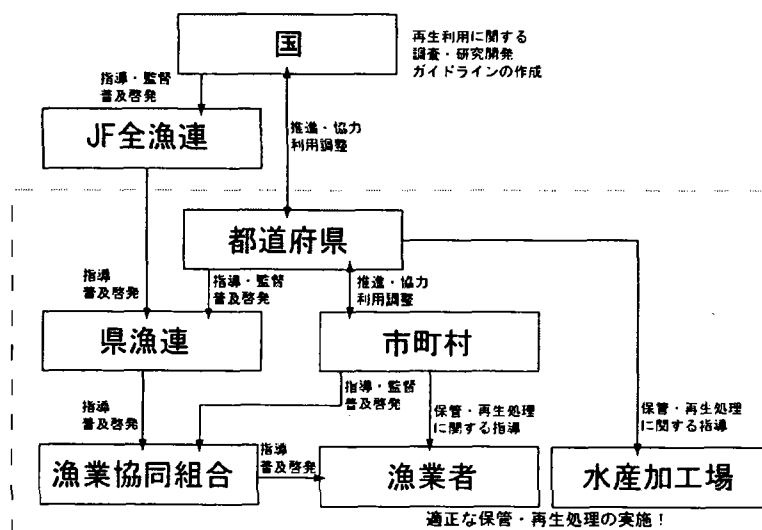 国
再生利用に関する
調査・研究開発
ガイドラインの作成
指導・監督
普及啓発
JF全漁連
推進・協力
利用調整
都道府県
指導
普及啓発
指導・監督
普及啓発
推進・協力
利用調整
県漁連
市町村
指導
普及啓発
指導・監督
普及啓発
保管・再生処理
に関する指導
保管・再生処理
に関する指導
漁業協同組合
指導
普及啓発
漁業者
水産加工場
適正な保管・再生処理の実施！